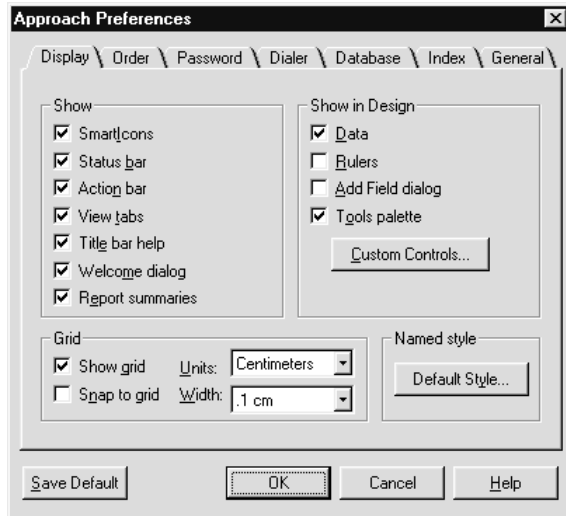 Approach Preferences
Display Order Password Dialer Database Index General
Show
SmartIcons
Status bar
Action bar
View tabs
Title bar help
Welcome dialog
Report summaries
Show in Design
Data
Rulers
Add Field dialog
Tools palette
Custom Controls...
Grid
Show grid Units: Centimeters
Snap to grid Width: .1 cm
Named style
Default Style...
Save Default OK Cancel Help